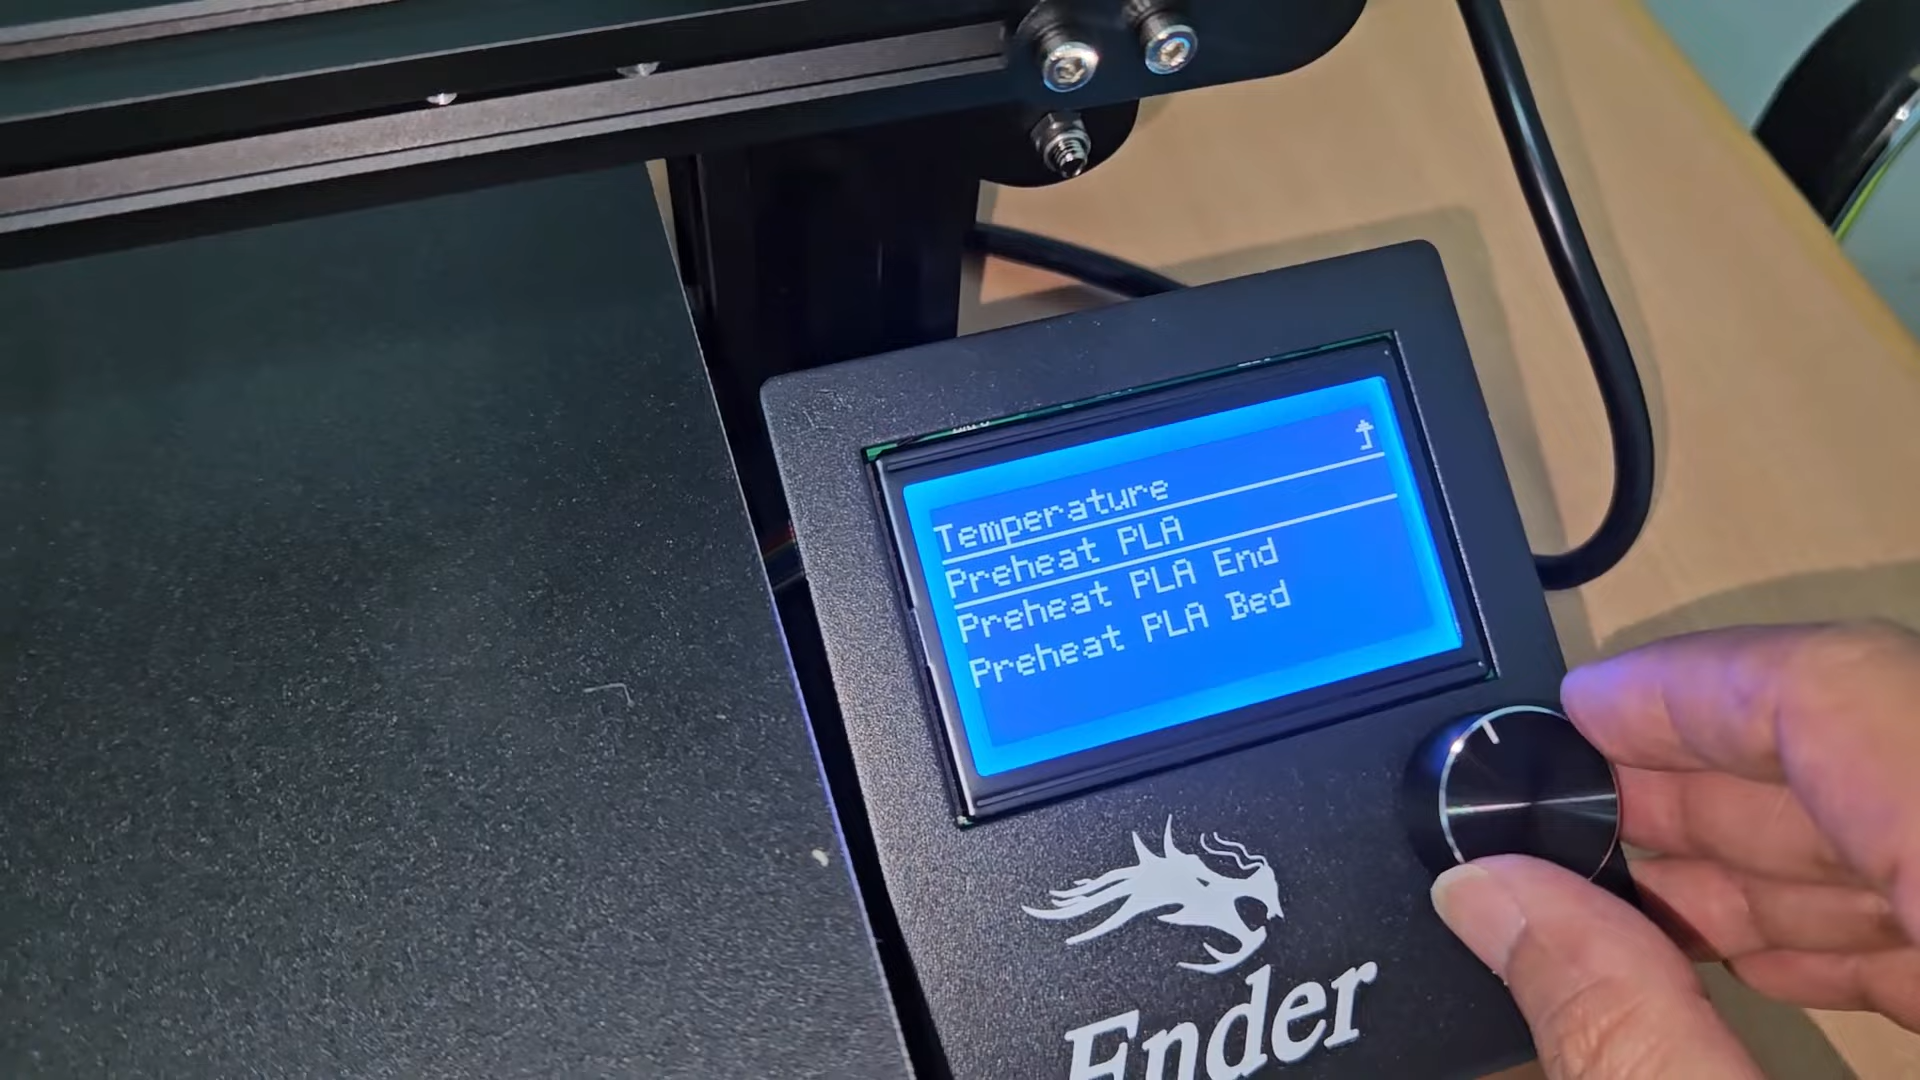 Temperature
Preheat PLA
Preheat PLA End
Preheat PLA Bed
Ender